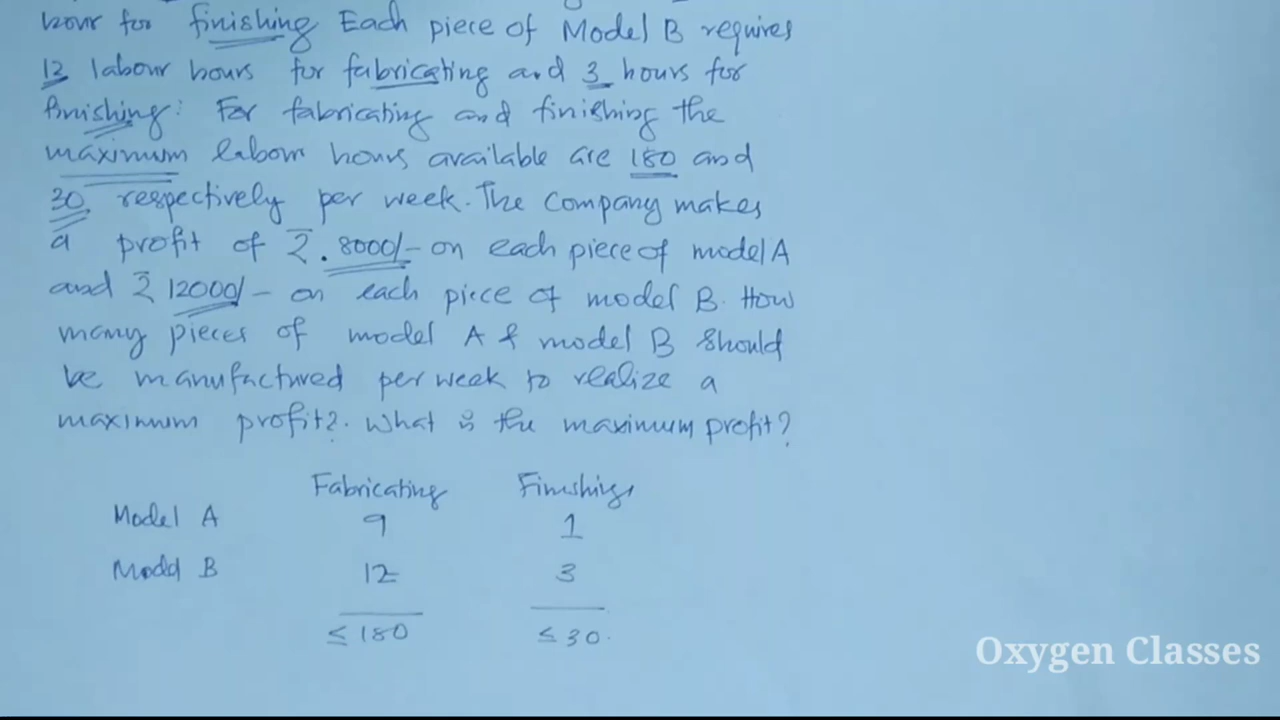 hour for finishing Each piece of Model B requires
12 labour hours for fabricating and 3 hours for
finishing: For fabricating and finishing the
maximum labour hours available are 180 and
30 respectively per week. The Company makes
a profit of ₹.8000/- on each piece of model A
and ₹ 12000/- on each piece of model B. How
many pieces of model A & model B should
be manufactured per week to realize a
maximum profit?. What is the maximum profit?
Fabricating Finishing
Model A 9 1
Model B 12 3
≤ 180 ≤ 30.
Oxygen Classes